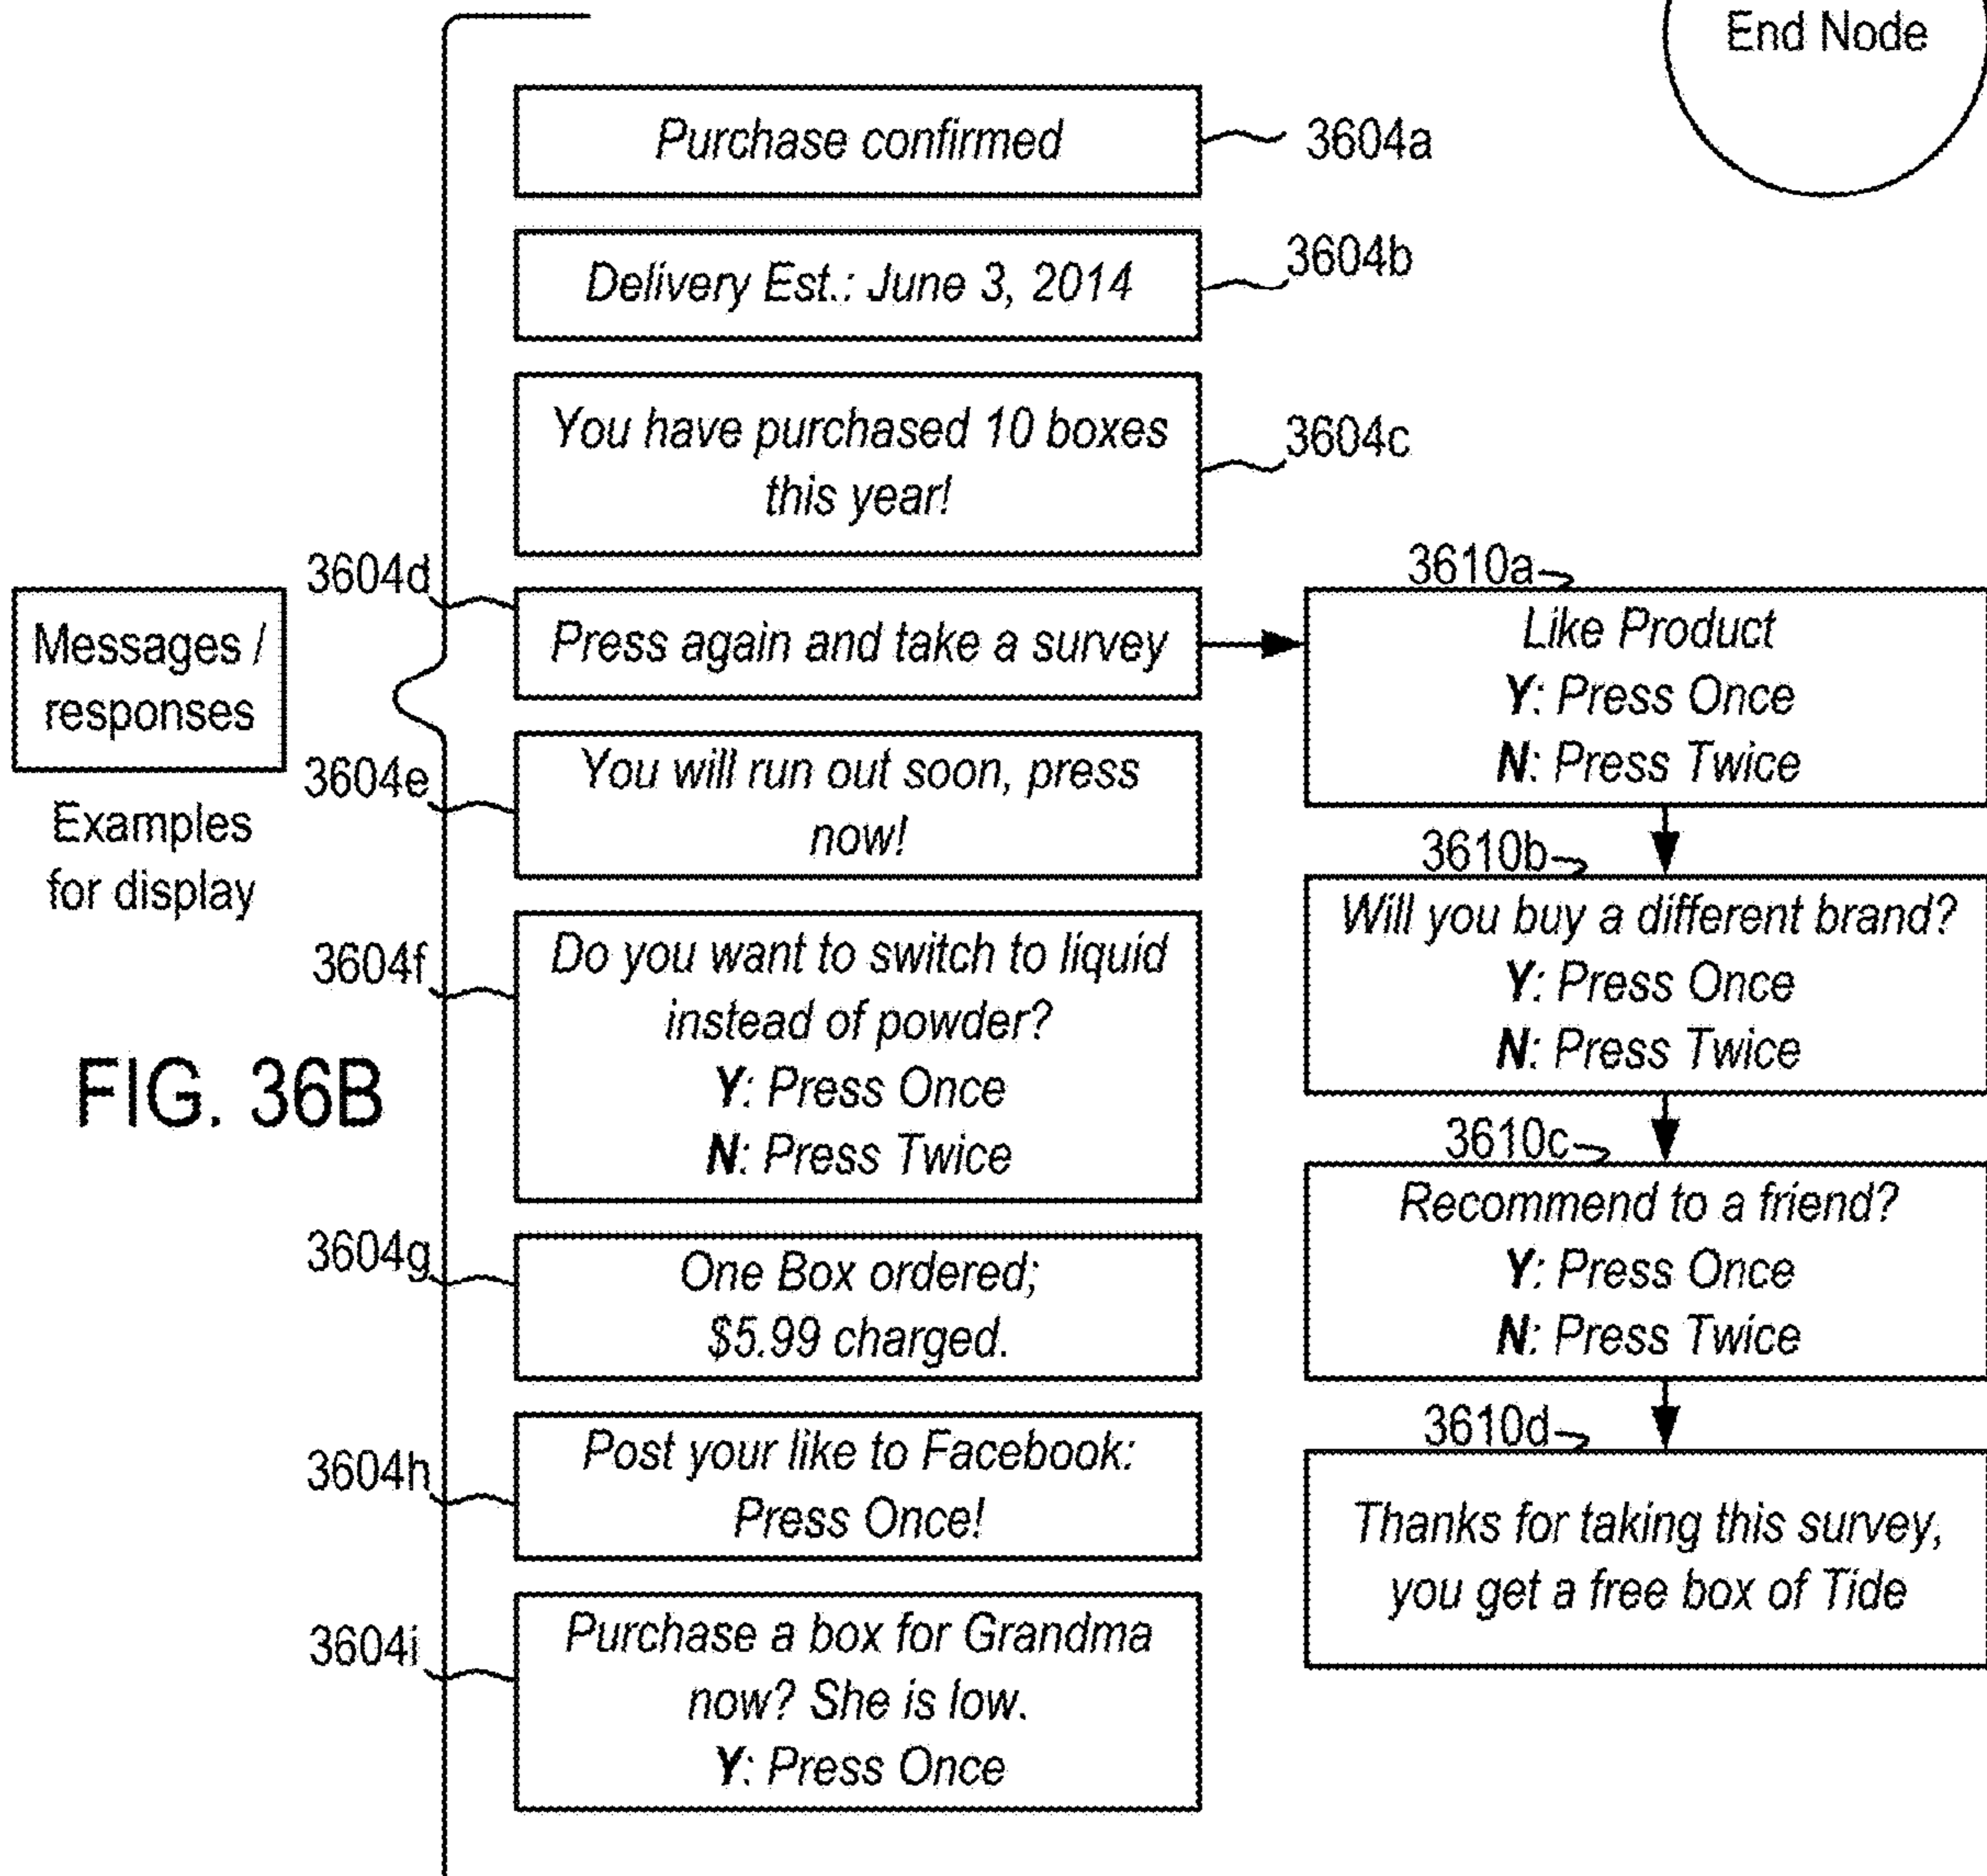 End Node
Purchase confirmed
3604a
Delivery Est.: June 3, 2014
3604b
You have purchased 10 boxes
this year!
3604c
Messages /
responses
Examples
for display
3604d
Press again and take a survey
3604e
You will run out soon, press
now!
3604f
Do you want to switch to liquid
instead of powder?
Y: Press Once
N: Press Twice
FIG. 36B
3604g
One Box ordered;
$5.99 charged.
3604h
Post your like to Facebook:
Press Once!
3604i
Purchase a box for Grandma
now? She is low.
Y: Press Once
3610a
Like Product
Y: Press Once
N: Press Twice
3610b
Will you buy a different brand?
Y: Press Once
N: Press Twice
3610c
Recommend to a friend?
Y: Press Once
N: Press Twice
3610d
Thanks for taking this survey,
you get a free box of Tide